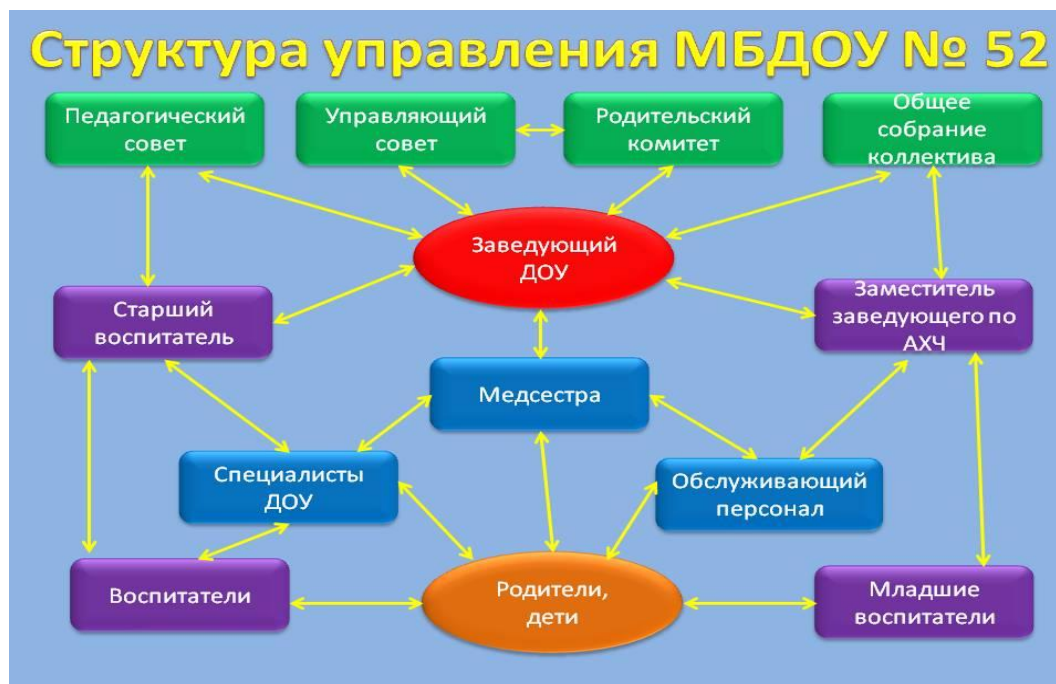 Структура управления МБДОУ № 52
Педагогический
совет
Управляющий
совет
Родительский
комитет
Общее
собрание
коллектива
Заведующий
ДОУ
Старший
воспитатель
Заместитель
заведующего по
АХЧ
Медсестра
Специалисты
ДОУ
Обслуживающий
персонал
Воспитатели
Родители,
дети
Младшие
воспитатели